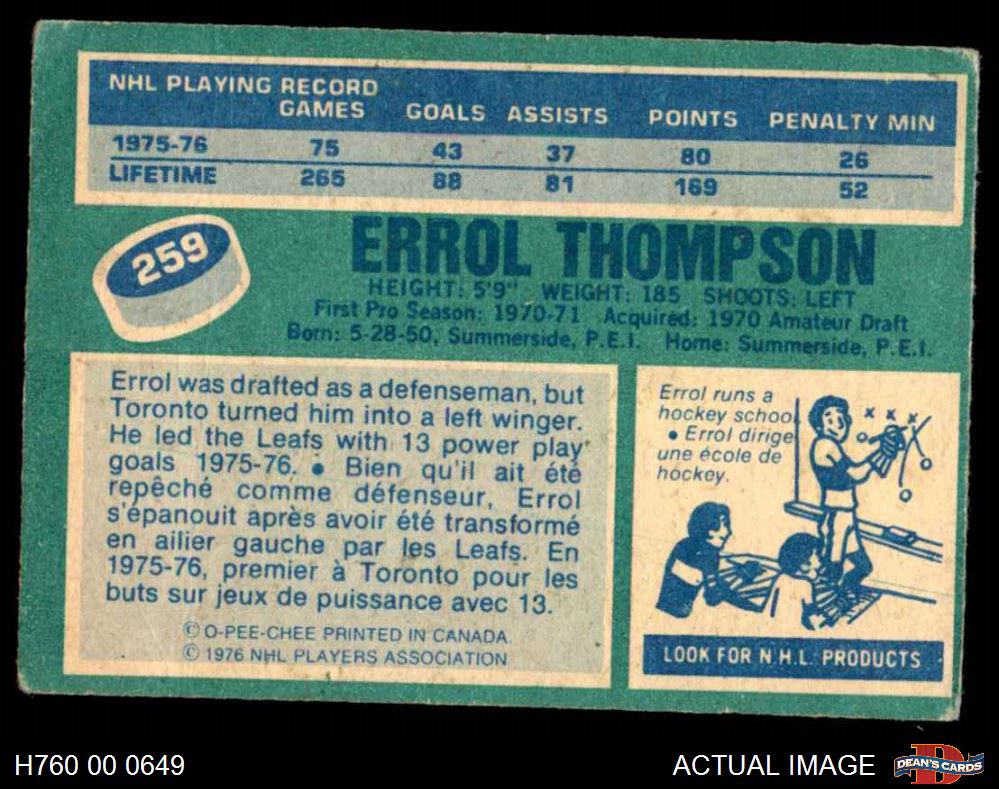 NHL PLAYING RECORD
GAMES GOALS ASSISTS POINTS PENALTY MIN
1975-76 75 43 37 80 26
LIFETIME 265 88 81 169 52
259
ERROL THOMPSON
HEIGHT: 5'9" WEIGHT: 185 SHOOTS: LEFT
First Pro Season: 1970-71 Acquired: 1970 Amateur Draft
Born: 5-28-50, Summerside, P.E.I. Home: Summerside, P.E.I.
Errol was drafted as a defenseman, but
Toronto turned him into a left winger.
He led the Leafs with 13 power play
goals 1975-76. • Bien qu'il ait été
repêché comme défenseur, Errol
s'épanouit après avoir été transformé
en ailier gauche par les Leafs. En
1975-76, premier à Toronto pour les
buts sur jeux de puissance avec 13.
© O-PEE-CHEE PRINTED IN CANADA.
© 1976 NHL PLAYERS ASSOCIATION
Errol runs a
hockey school
• Errol dirige
une école de
hockey.
LOOK FOR N.H.L. PRODUCTS
H760 00 0649
ACTUAL IMAGE
DEAN'S CARDS